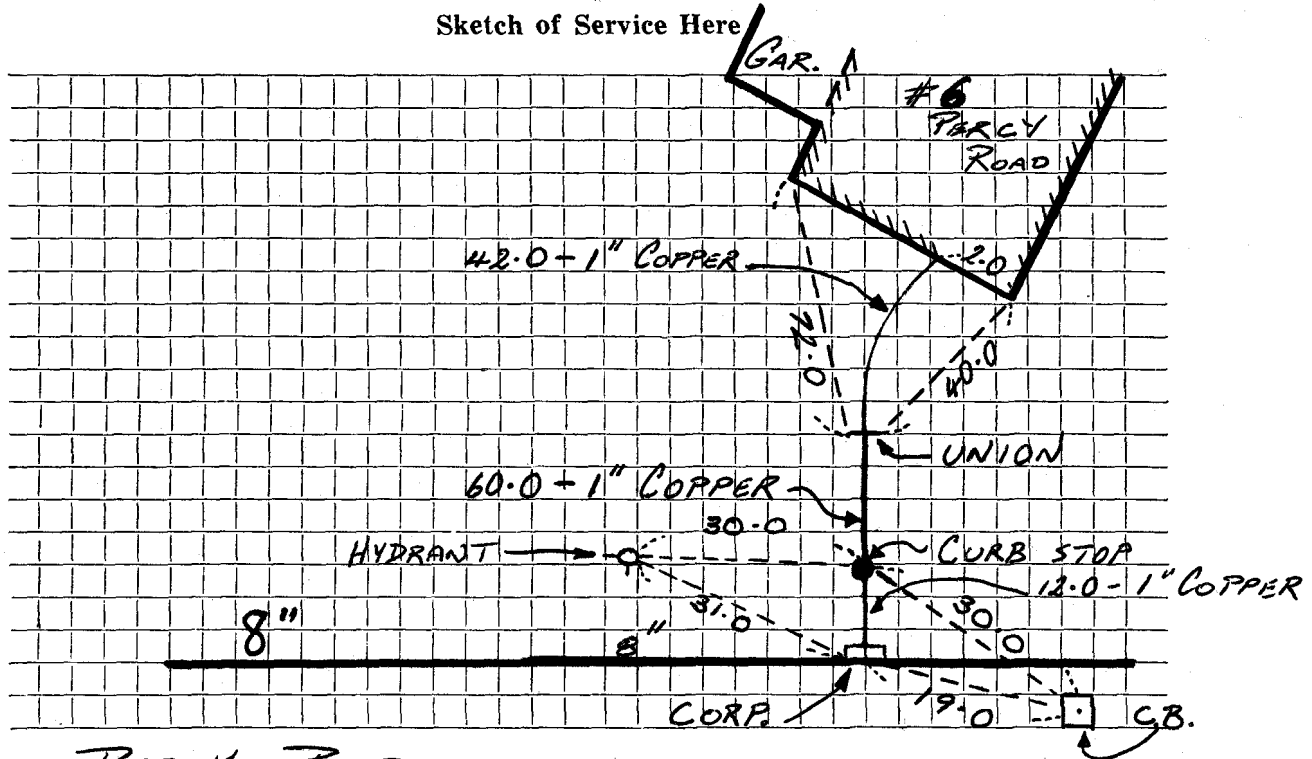 Sketch of Service Here
GAR.
#6
PERCY
ROAD
42.0 - 1" COPPER
2.0
40.0
UNION
60.0 - 1" COPPER
30.0
HYDRANT
CURB STOP
12.0 - 1" COPPER
31.0
30.0
8"
8"
CORP.
19.0
C.B.